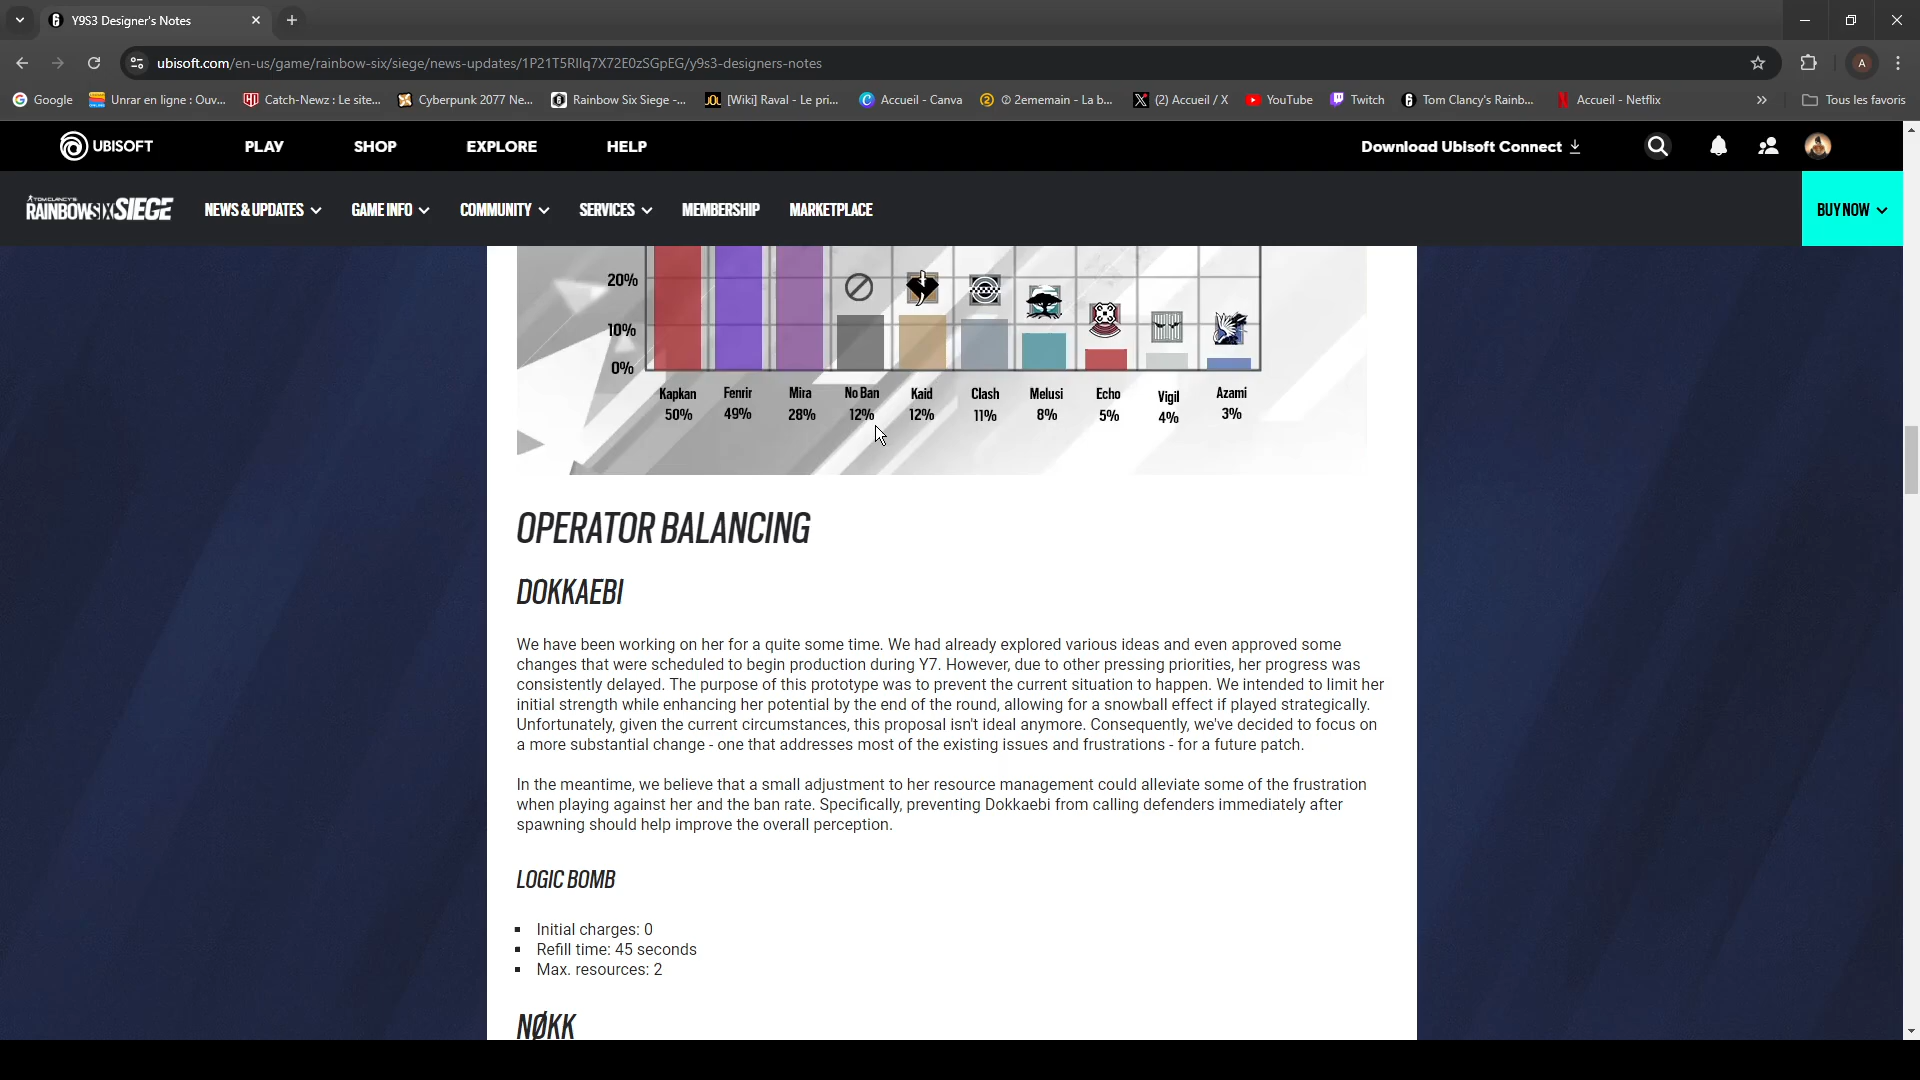 Y9S3 Designer's Notes
ubisoft.com/en-us/game/rainbow-six/siege/news-updates/1P21T5RIlq7X72E0zSGpEG/y9s3-designers-notes
A
Google
Unrar en ligne : Ouv...
Catch-Newz : Le site...
Cyberpunk 2077 Ne...
Rainbow Six Siege -...
JOL [Wiki] Raval - Le pri...
Accueil - Canva
② 2ememain - La b...
(2) Accueil / X
YouTube
Twitch
Tom Clancy's Rainb...
Accueil - Netflix
Tous les favoris
UBISOFT
PLAY
SHOP
EXPLORE
HELP
Download Ubisoft Connect
TOM CLANCY'S
RAINBOWSIX SIEGE
NEWS & UPDATES
GAME INFO
COMMUNITY
SERVICES
MEMBERSHIP
MARKETPLACE
BUY NOW
20%
10%
0%
Kapkan Fenrir Mira No Ban Kaid Clash Melusi Echo Vigil Azami
50% 49% 28% 12% 12% 11% 8% 5% 4% 3%
OPERATOR BALANCING
DOKKAEBI
We have been working on her for a quite some time. We had already explored various ideas and even approved some
changes that were scheduled to begin production during Y7. However, due to other pressing priorities, her progress was
consistently delayed. The purpose of this prototype was to prevent the current situation to happen. We intended to limit her
initial strength while enhancing her potential by the end of the round, allowing for a snowball effect if played strategically.
Unfortunately, given the current circumstances, this proposal isn't ideal anymore. Consequently, we've decided to focus on
a more substantial change - one that addresses most of the existing issues and frustrations - for a future patch.
In the meantime, we believe that a small adjustment to her resource management could alleviate some of the frustration
when playing against her and the ban rate. Specifically, preventing Dokkaebi from calling defenders immediately after
spawning should help improve the overall perception.
LOGIC BOMB
▪ Initial charges: 0
▪ Refill time: 45 seconds
▪ Max. resources: 2
NØKK